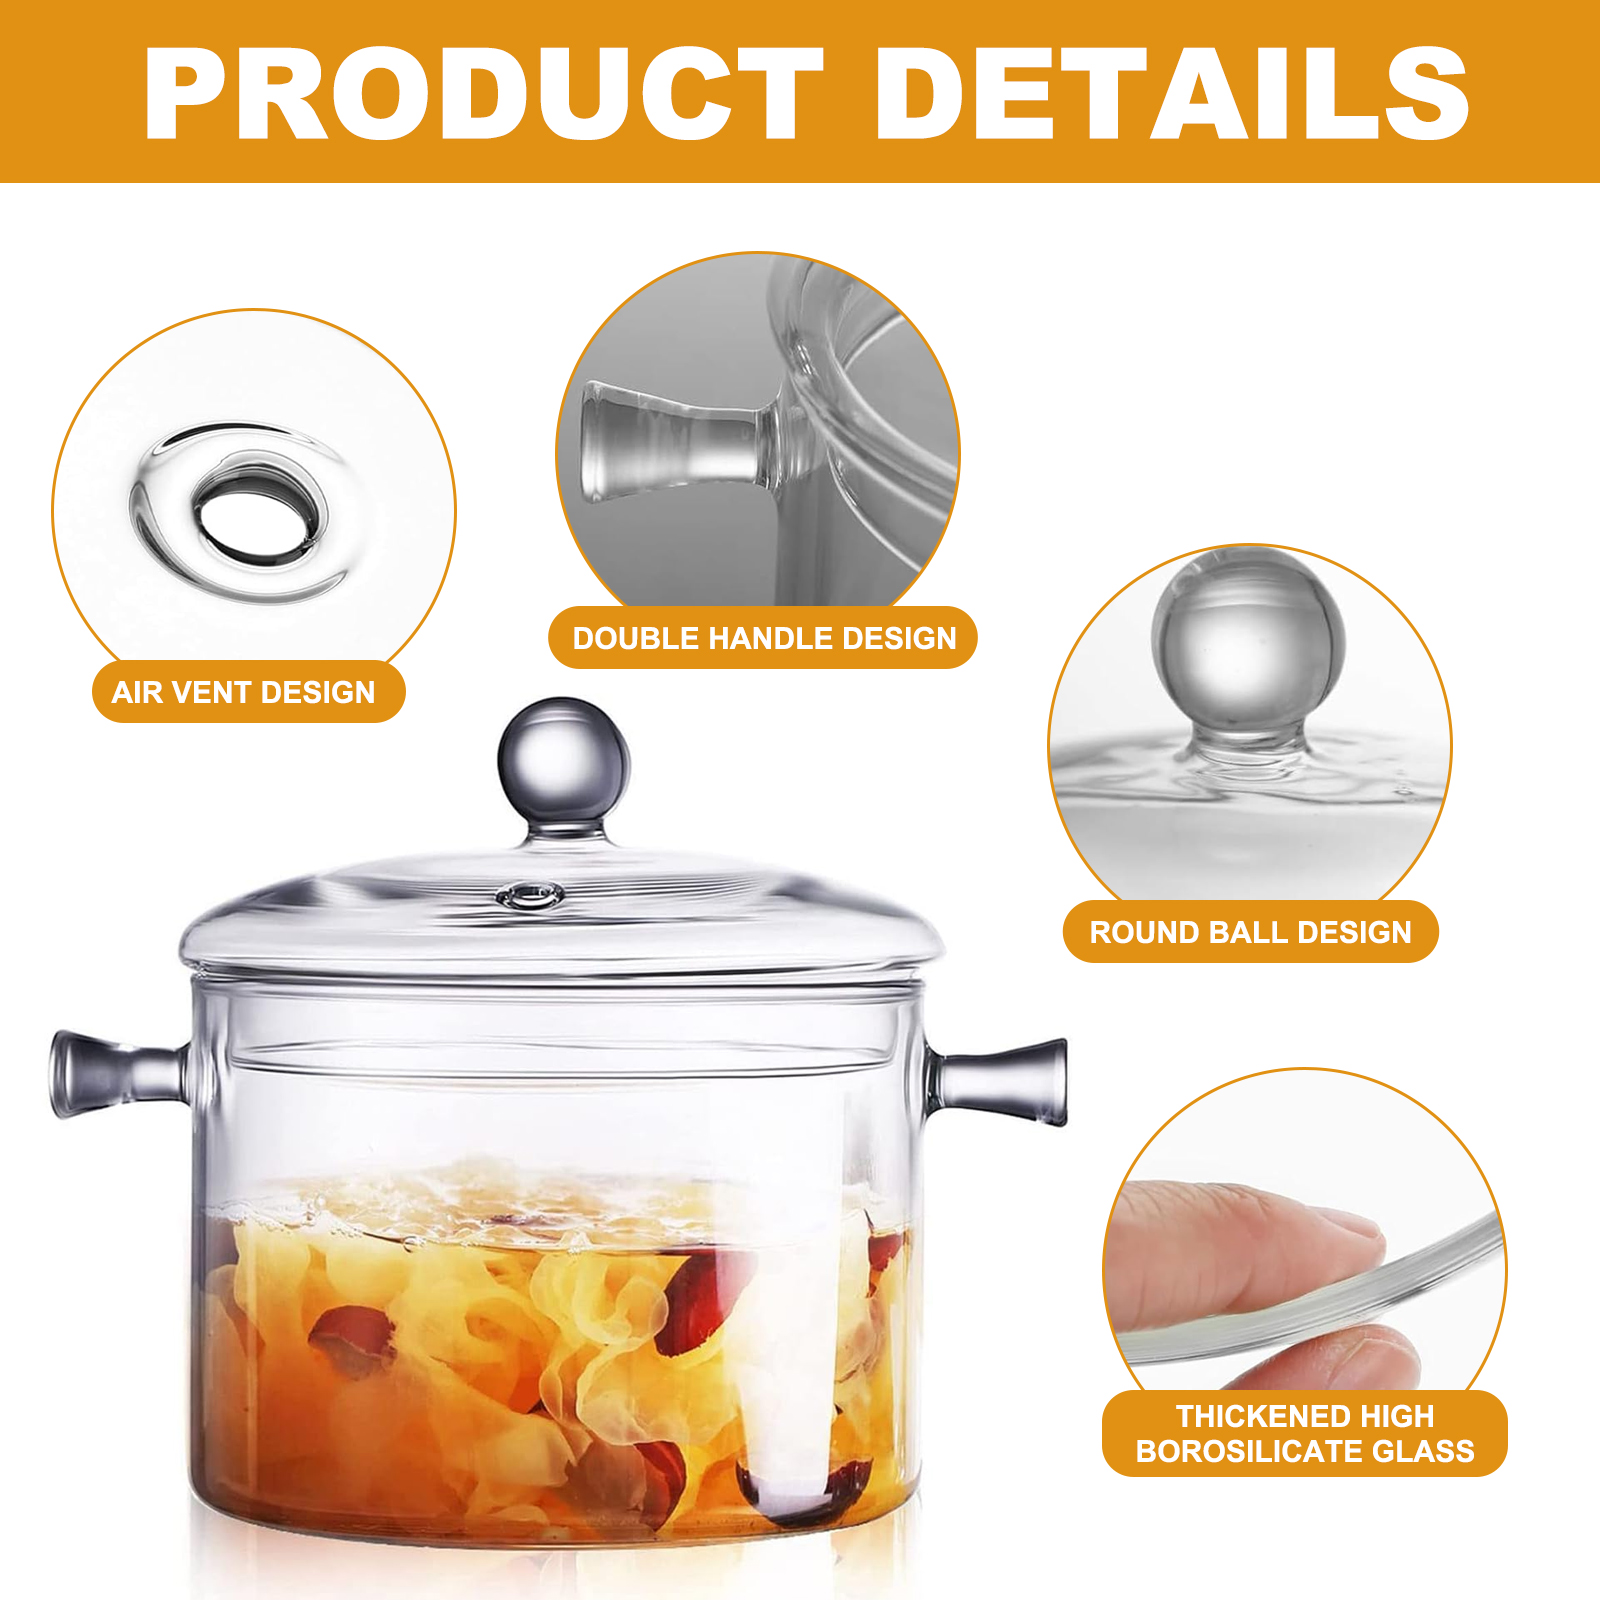 PRODUCT DETAILS
AIR VENT DESIGN
DOUBLE HANDLE DESIGN
ROUND BALL DESIGN
THICKENED HIGH
BOROSILICATE GLASS